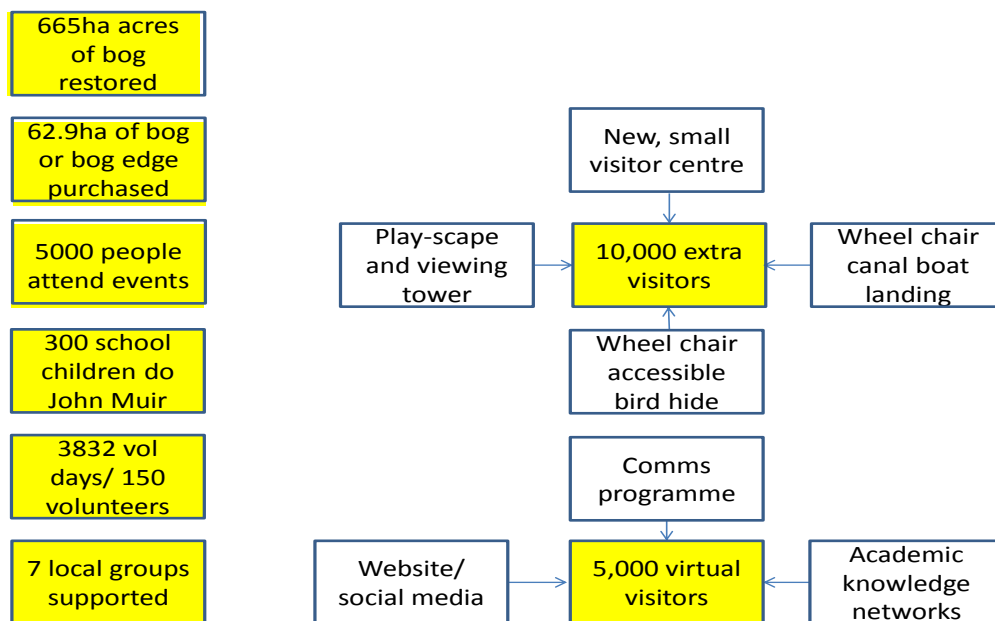 665ha acres
of bog
restored
62.9ha of bog
or bog edge
purchased
5000 people
attend events
300 school
children do
John Muir
3832 vol
days/ 150
volunteers
7 local groups
supported
New, small
visitor centre
Play-scape
and viewing
tower
10,000 extra
visitors
Wheel chair
canal boat
landing
Wheel chair
accessible
bird hide
Comms
programme
Website/
social media
5,000 virtual
visitors
Academic
knowledge
networks